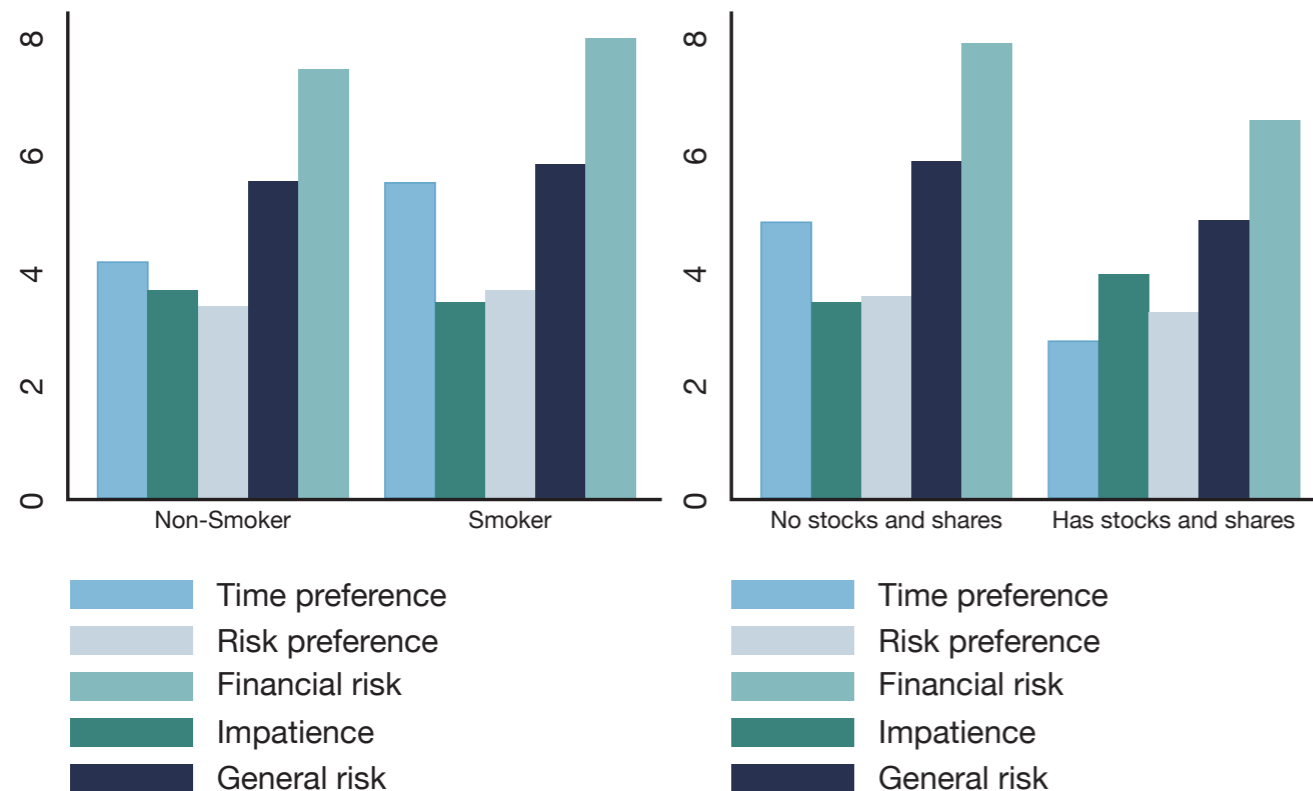 8
6
4
2
0
Non-Smoker Smoker
Time preference
Risk preference
Financial risk
Impatience
General risk
8
6
4
2
0
No stocks and shares Has stocks and shares
Time preference
Risk preference
Financial risk
Impatience
General risk